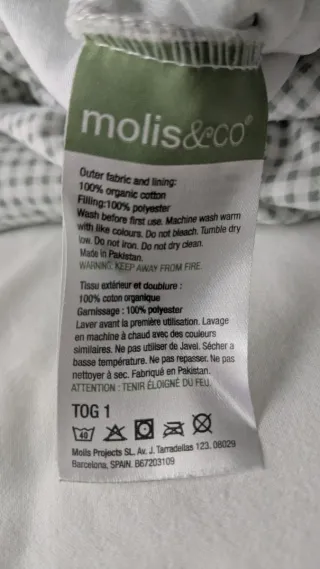 molis&co®
Outer fabric and lining:
100% organic cotton
Filling:100% polyester
Wash before first use. Machine wash warm
with like colours. Do not bleach. Tumble dry
low. Do not iron. Do not dry clean.
Made in Pakistan.
WARNING: KEEP AWAY FROM FIRE.
Tissu extérieur et doublure :
100% coton organique
Garnissage : 100% polyester
Laver avant la première utilisation. Lavage
en machine à chaud avec des couleurs
similaires. Ne pas utiliser de Javel. Sécher a
basse température. Ne pas repasser. Ne pas
nettoyer à sec. Fabriqué en Pakistan.
ATTENTION : TENIR ÉLOIGNÉ DU FEU.
TOG 1
40
Molis Projects SL. Av. J. Tarradellas 123. 08029
Barcelona, SPAIN. B67203109